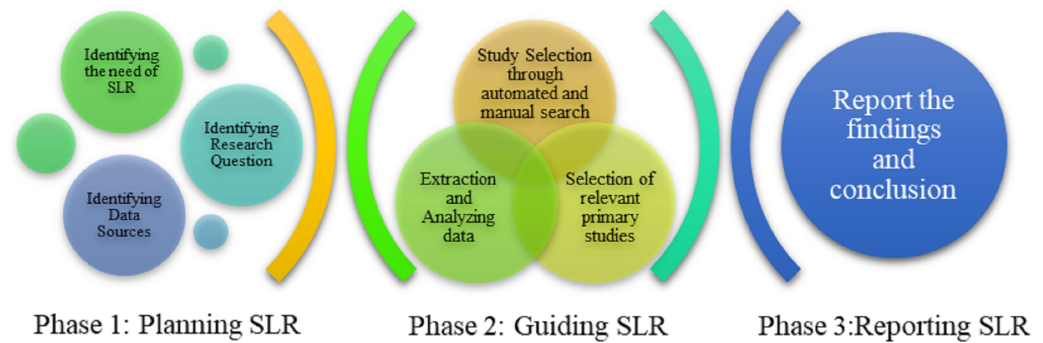 Identifying
the need of
SLR
Identifying
Research
Question
Identifying
Data
Sources
Study Selection
through
automated and
manual search
Extraction
and
Analyzing
data
Selection of
relevant
primary
studies
Report the
findings
and
conclusion
Phase 1: Planning SLR
Phase 2: Guiding SLR
Phase 3:Reporting SLR